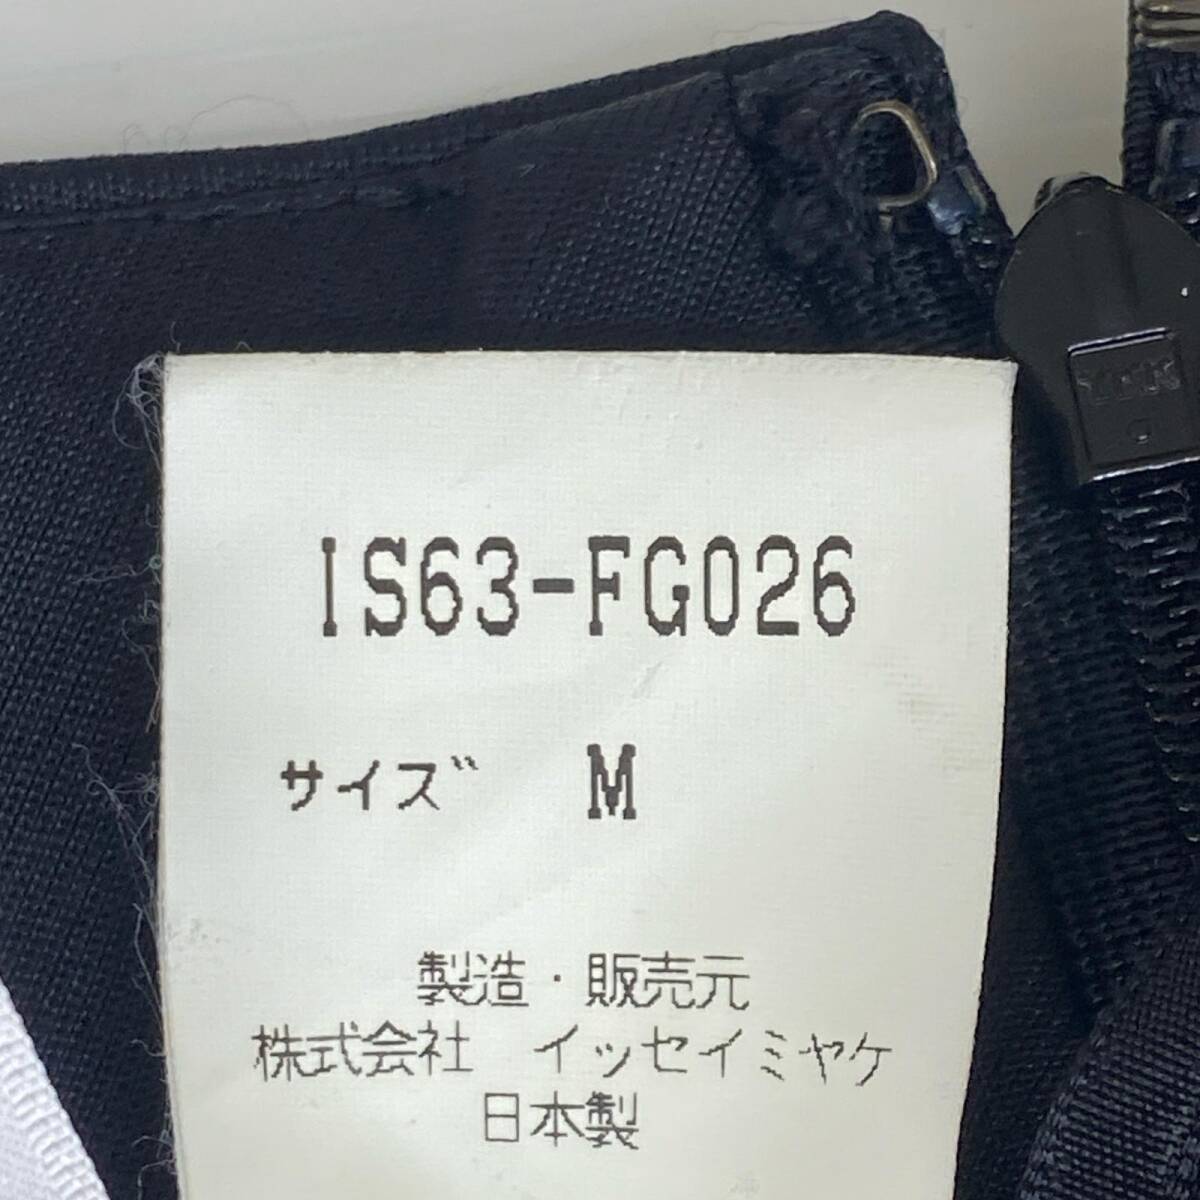 IS63-FG026
サイズ M
製造・販売元
株式会社 イッセイミヤケ
日本製
YKK